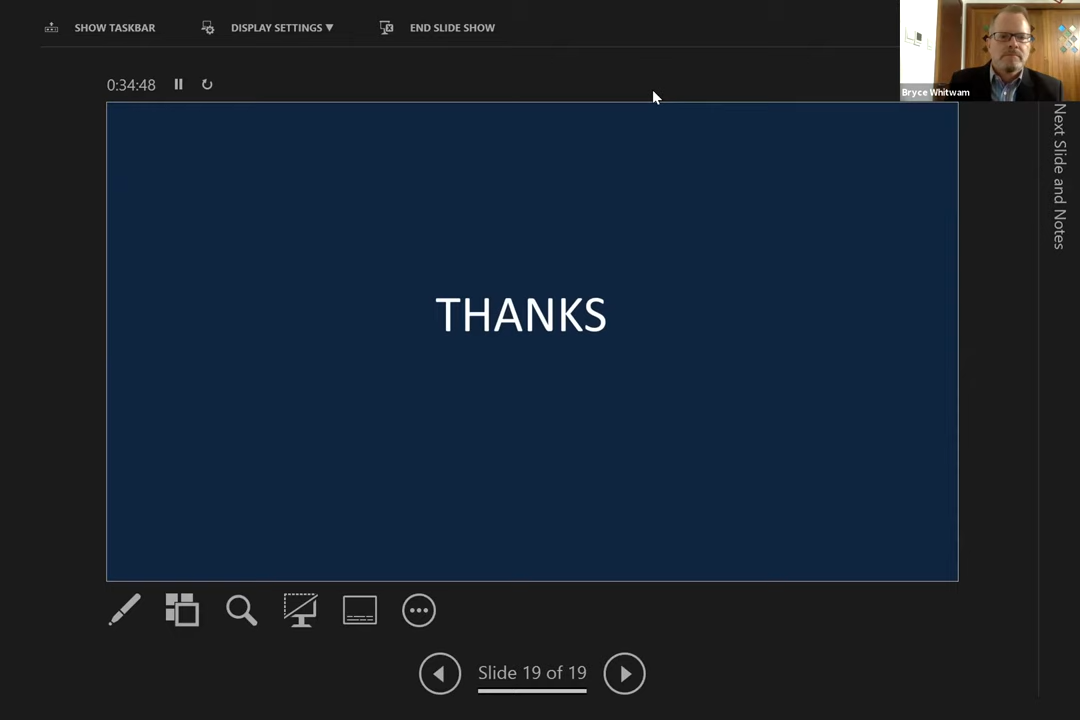 SHOW TASKBAR
DISPLAY SETTINGS ▼
END SLIDE SHOW
Bryce Whitwam
0:34:48
Next Slide and Notes
THANKS
Slide 19 of 19